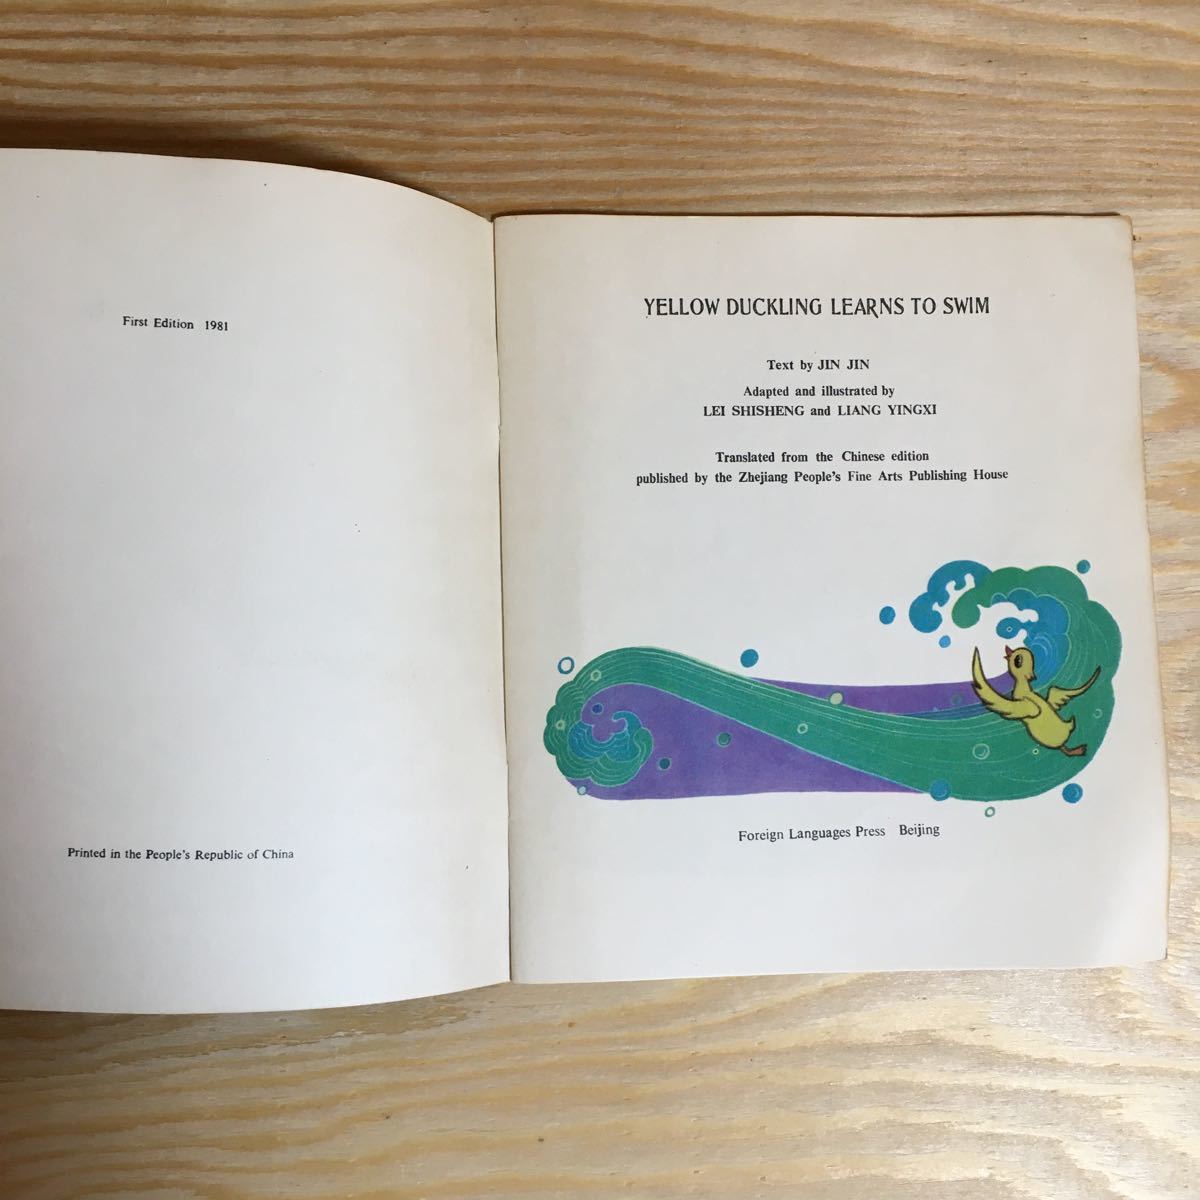 First Edition 1981
Printed in the People's Republic of China
YELLOW DUCKLING LEARNS TO SWIM
Text by JIN JIN
Adapted and illustrated by
LEI SHISHENG and LIANG YINGXI
Translated from the Chinese edition
published by the Zhejiang People's Fine Arts Publishing House
Foreign Languages Press Beijing